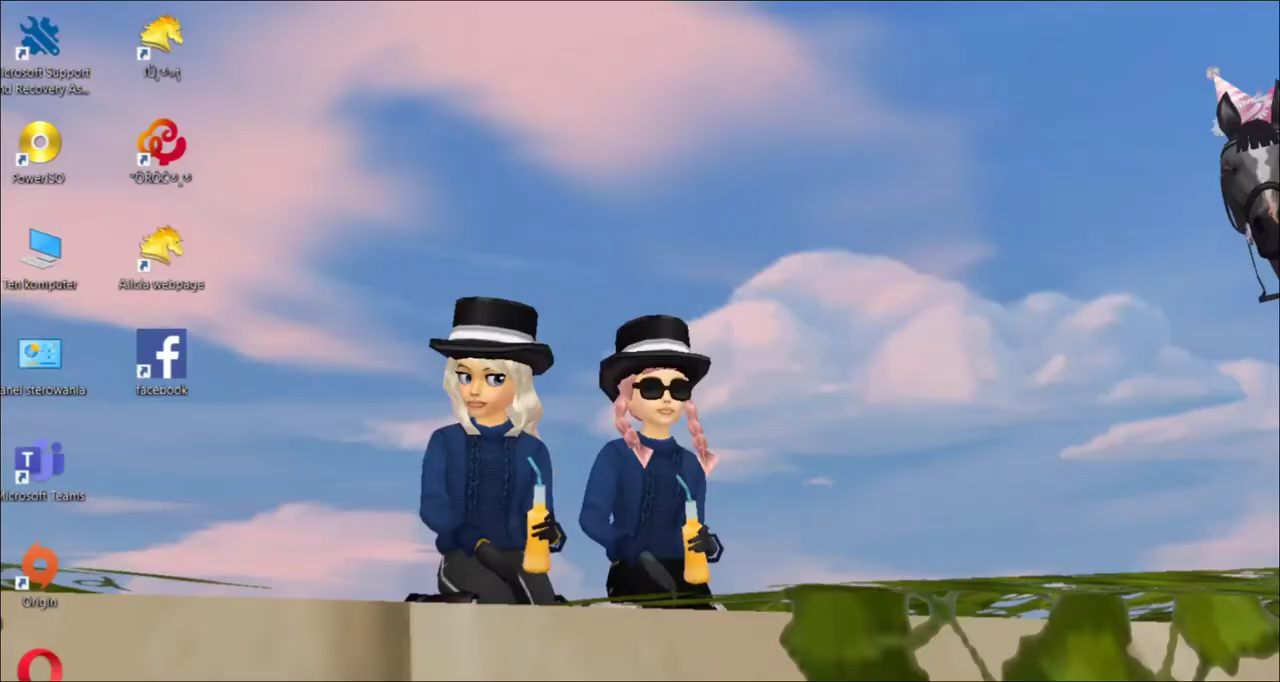 icrosoft Support
nd Recovery As...
PowerISO
Ten komputer
anel sterowania
T
icrosoft Teams
Origin
Alicia webpage
f
facebook